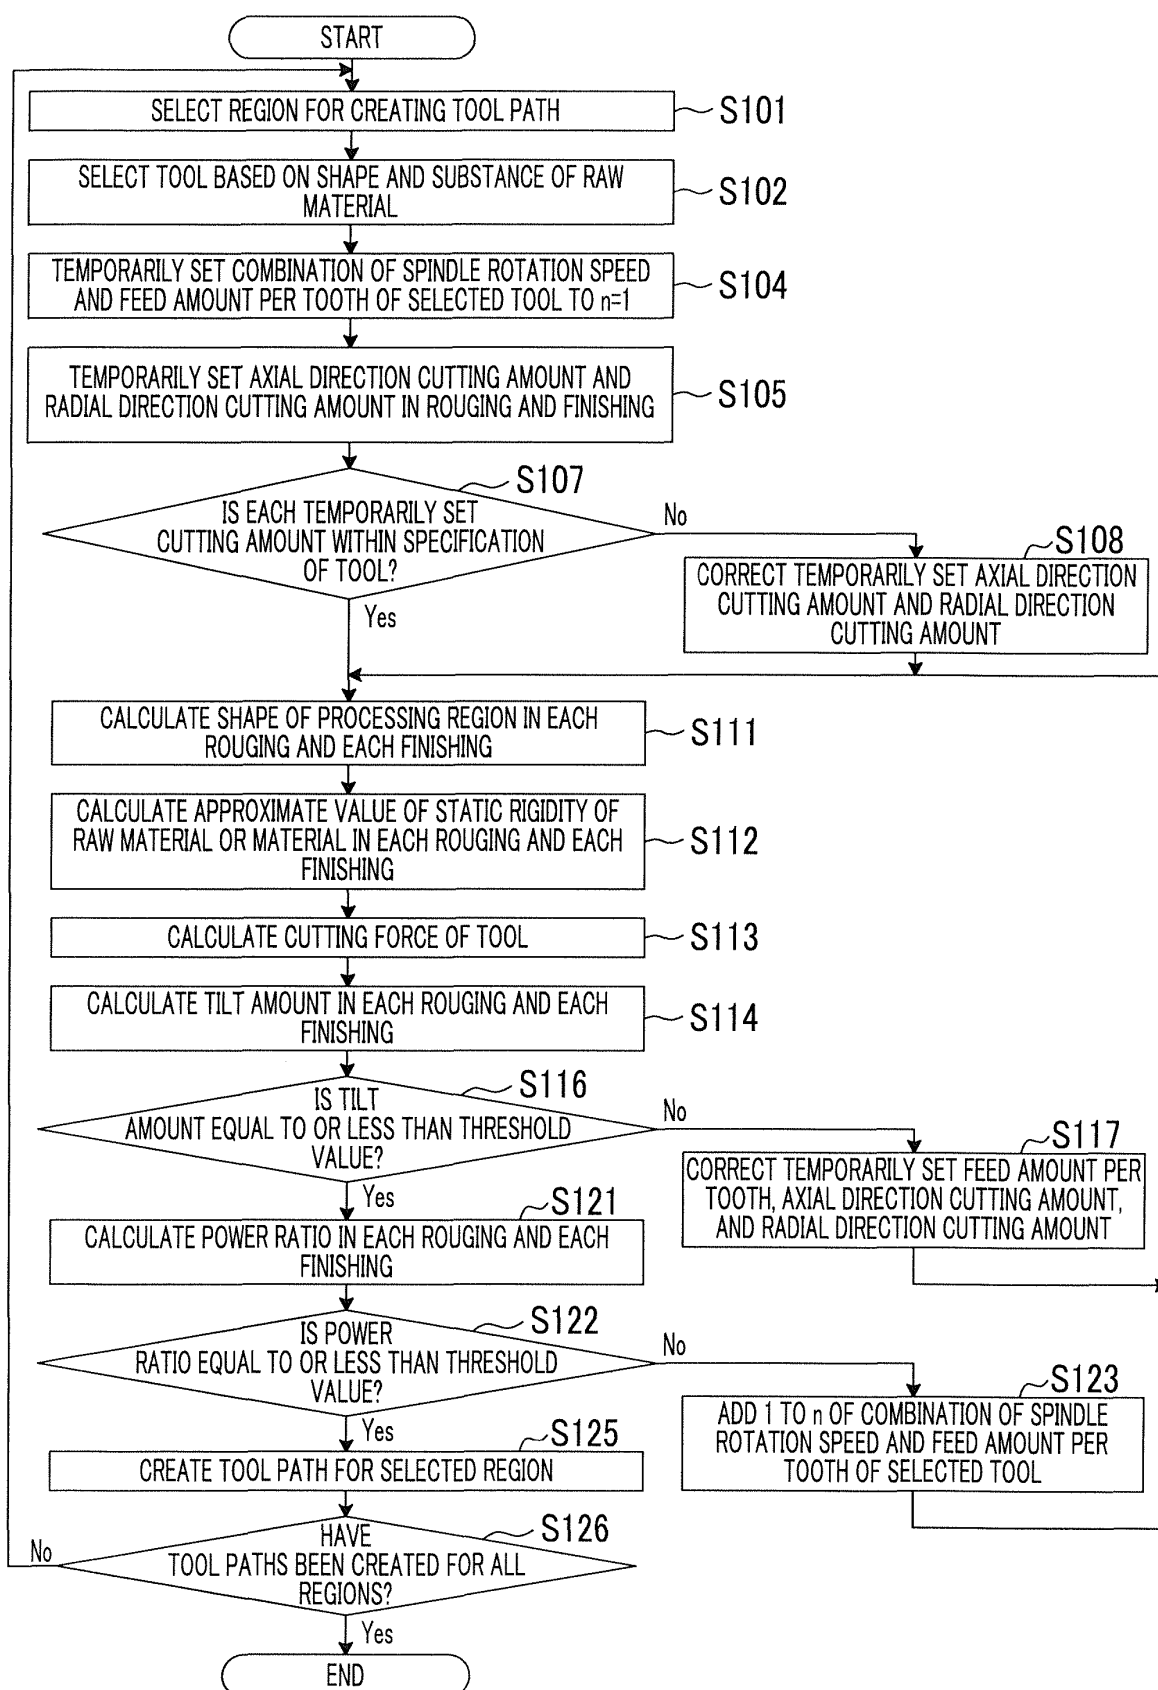 START
SELECT REGION FOR CREATING TOOL PATH
S101
SELECT TOOL BASED ON SHAPE AND SUBSTANCE OF RAW
MATERIAL
S102
TEMPORARILY SET COMBINATION OF SPINDLE ROTATION SPEED
AND FEED AMOUNT PER TOOTH OF SELECTED TOOL TO n=1
S104
TEMPORARILY SET AXIAL DIRECTION CUTTING AMOUNT AND
RADIAL DIRECTION CUTTING AMOUNT IN ROUGING AND FINISHING
S105
S107
IS EACH TEMPORARILY SET
CUTTING AMOUNT WITHIN SPECIFICATION
OF TOOL?
No
Yes
S108
CORRECT TEMPORARILY SET AXIAL DIRECTION
CUTTING AMOUNT AND RADIAL DIRECTION
CUTTING AMOUNT
CALCULATE SHAPE OF PROCESSING REGION IN EACH
ROUGING AND EACH FINISHING
S111
CALCULATE APPROXIMATE VALUE OF STATIC RIGIDITY OF
RAW MATERIAL OR MATERIAL IN EACH ROUGING AND EACH
FINISHING
S112
CALCULATE CUTTING FORCE OF TOOL
S113
CALCULATE TILT AMOUNT IN EACH ROUGING AND EACH
FINISHING
S114
S116
IS TILT
AMOUNT EQUAL TO OR LESS THAN THRESHOLD
VALUE?
No
Yes
S117
CORRECT TEMPORARILY SET FEED AMOUNT PER
TOOTH, AXIAL DIRECTION CUTTING AMOUNT,
AND RADIAL DIRECTION CUTTING AMOUNT
S121
CALCULATE POWER RATIO IN EACH ROUGING AND EACH
FINISHING
S122
IS POWER
RATIO EQUAL TO OR LESS THAN THRESHOLD
VALUE?
No
Yes
S123
ADD 1 TO n OF COMBINATION OF SPINDLE
ROTATION SPEED AND FEED AMOUNT PER
TOOTH OF SELECTED TOOL
S125
CREATE TOOL PATH FOR SELECTED REGION
S126
HAVE
TOOL PATHS BEEN CREATED FOR ALL
REGIONS?
No
Yes
END